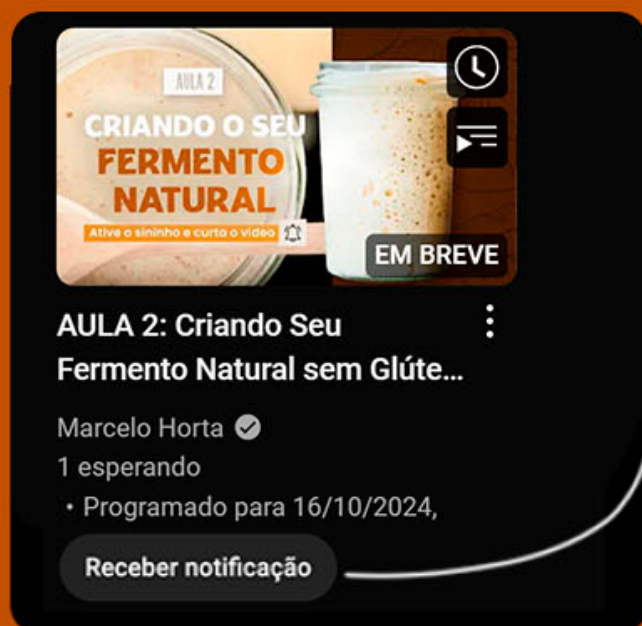 AULA 2
CRIANDO O SEU
FERMENTO
NATURAL
Ative o sininho e curta o vídeo
EM BREVE
AULA 2: Criando Seu
Fermento Natural sem Glúte...
Marcelo Horta
1 esperando
• Programado para 16/10/2024,
Receber notificação